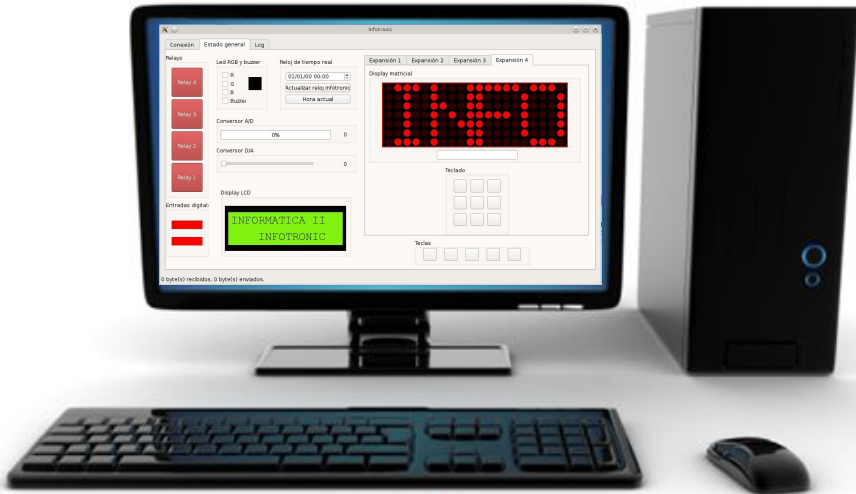 Infotronic
Conexión Estado general Log
Relays
Relay 4
Relay 3
Relay 2
Relay 1
Entradas digital
Led RGB y buzzer
R
G
B
Buzzer
Reloj de tiempo real
01/01/00 00:00
Actualizar reloj Infotronic
Hora actual
Conversor A/D
0% 0
Conversor D/A
0
Display LCD
INFORMATICA II
INFOTRONIC
Expansión 1 Expansión 2 Expansión 3 Expansión 4
Display matricial
INFO
Teclado
Teclas
0 byte(s) recibidos, 0 byte(s) enviados.